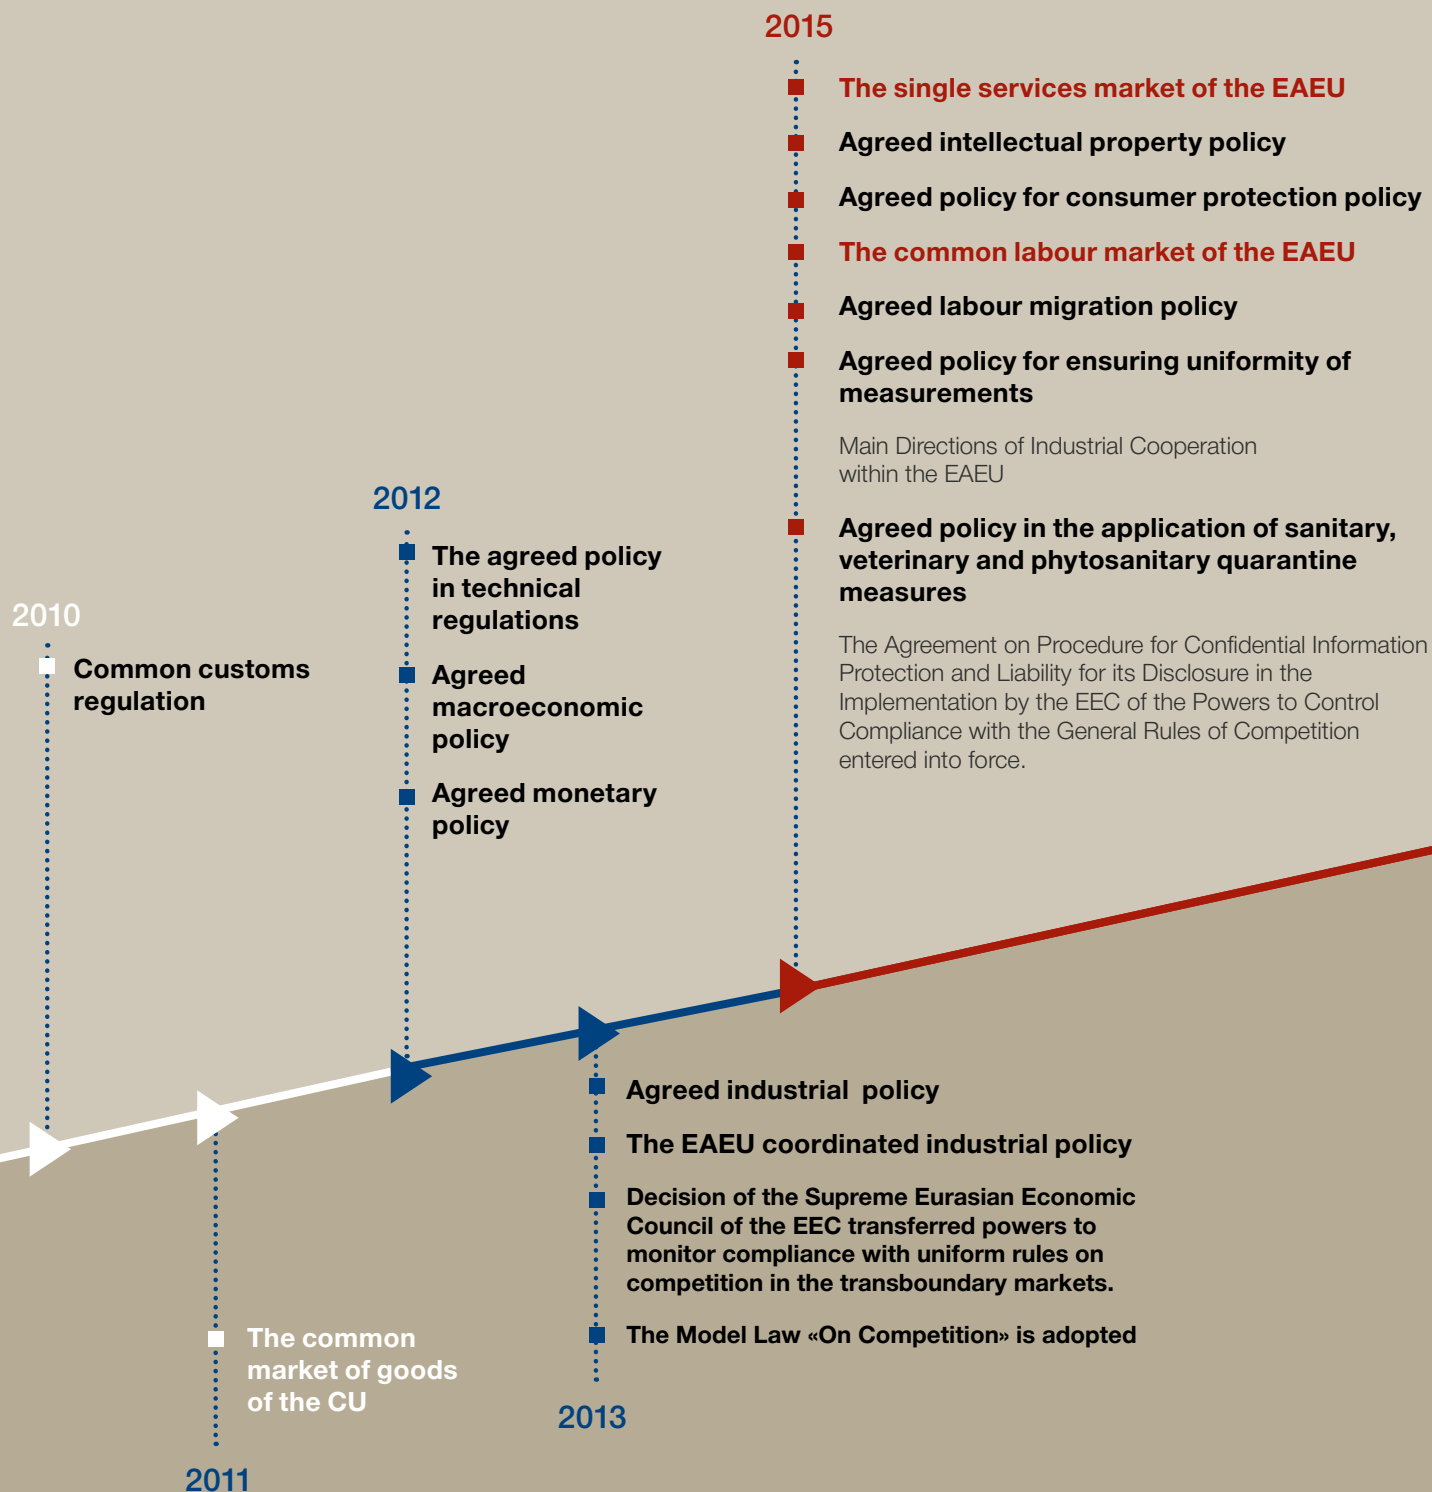 2010
Common customs
regulation
2011
The common
market of goods
of the CU
2012
The agreed policy
in technical
regulations
Agreed
macroeconomic
policy
Agreed monetary
policy
2013
Agreed industrial policy
The EAEU coordinated industrial policy
Decision of the Supreme Eurasian Economic
Council of the EEC transferred powers to
monitor compliance with uniform rules on
competition in the transboundary markets.
The Model Law «On Competition» is adopted
2015
The single services market of the EAEU
Agreed intellectual property policy
Agreed policy for consumer protection policy
The common labour market of the EAEU
Agreed labour migration policy
Agreed policy for ensuring uniformity of
measurements
Main Directions of Industrial Cooperation
within the EAEU
Agreed policy in the application of sanitary,
veterinary and phytosanitary quarantine
measures
The Agreement on Procedure for Confidential Information
Protection and Liability for its Disclosure in the
Implementation by the EEC of the Powers to Control
Compliance with the General Rules of Competition
entered into force.